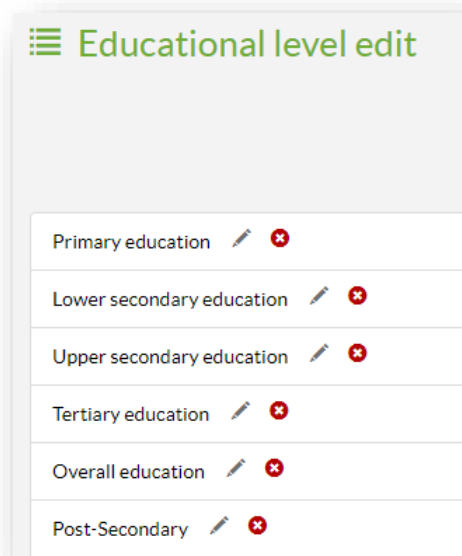 Educational level edit
Primary education
Lower secondary education
Upper secondary education
Tertiary education
Overall education
Post-Secondary